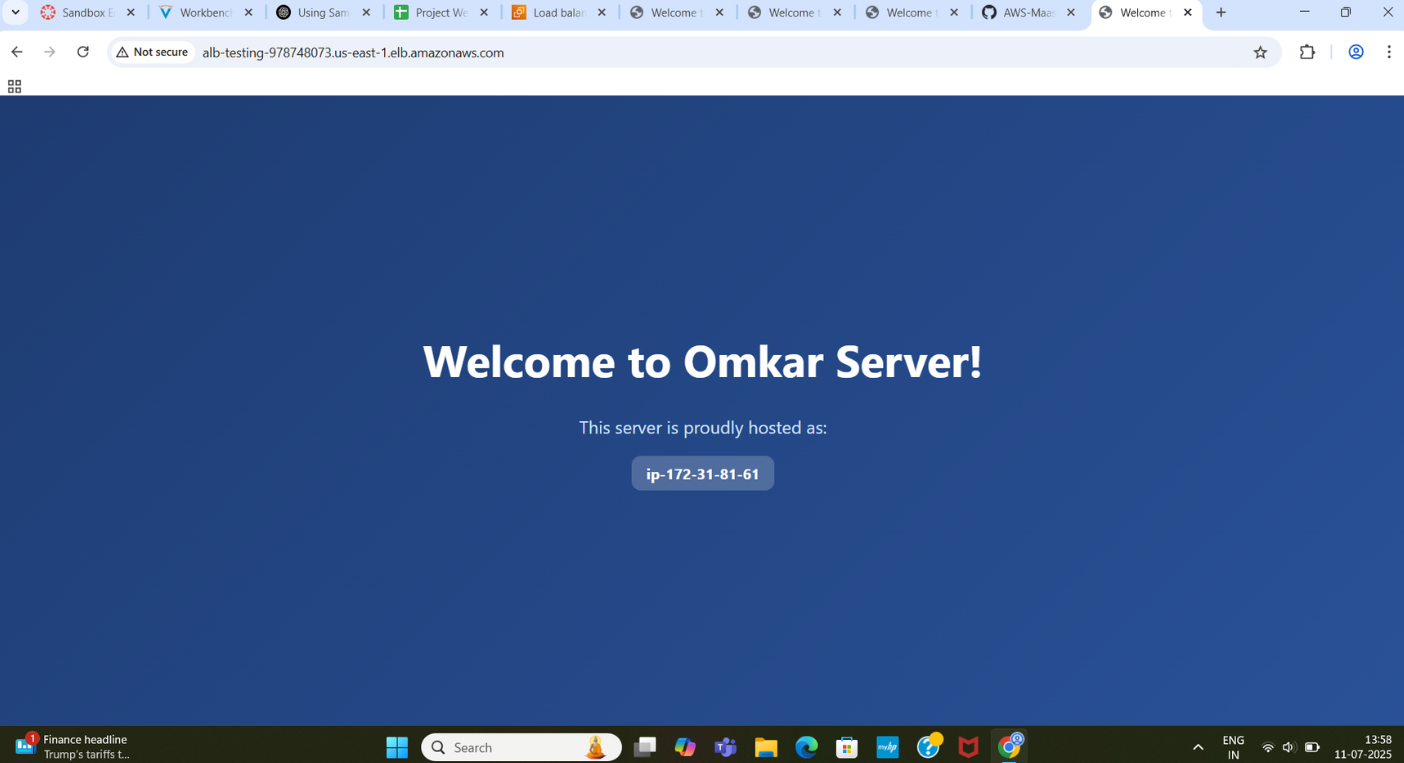 Sandbox E
Workbenc
Using Sam
Project We
Load balan
Welcome t
Welcome t
Welcome t
AWS-Maa
Welcome t
Not secure
alb-testing-978748073.us-east-1.elb.amazonaws.com
Welcome to Omkar Server!
This server is proudly hosted as:
ip-172-31-81-61
1
Finance headline
Trump's tariffs t...
Search
myhp
ENG
IN
13:58
11-07-2025